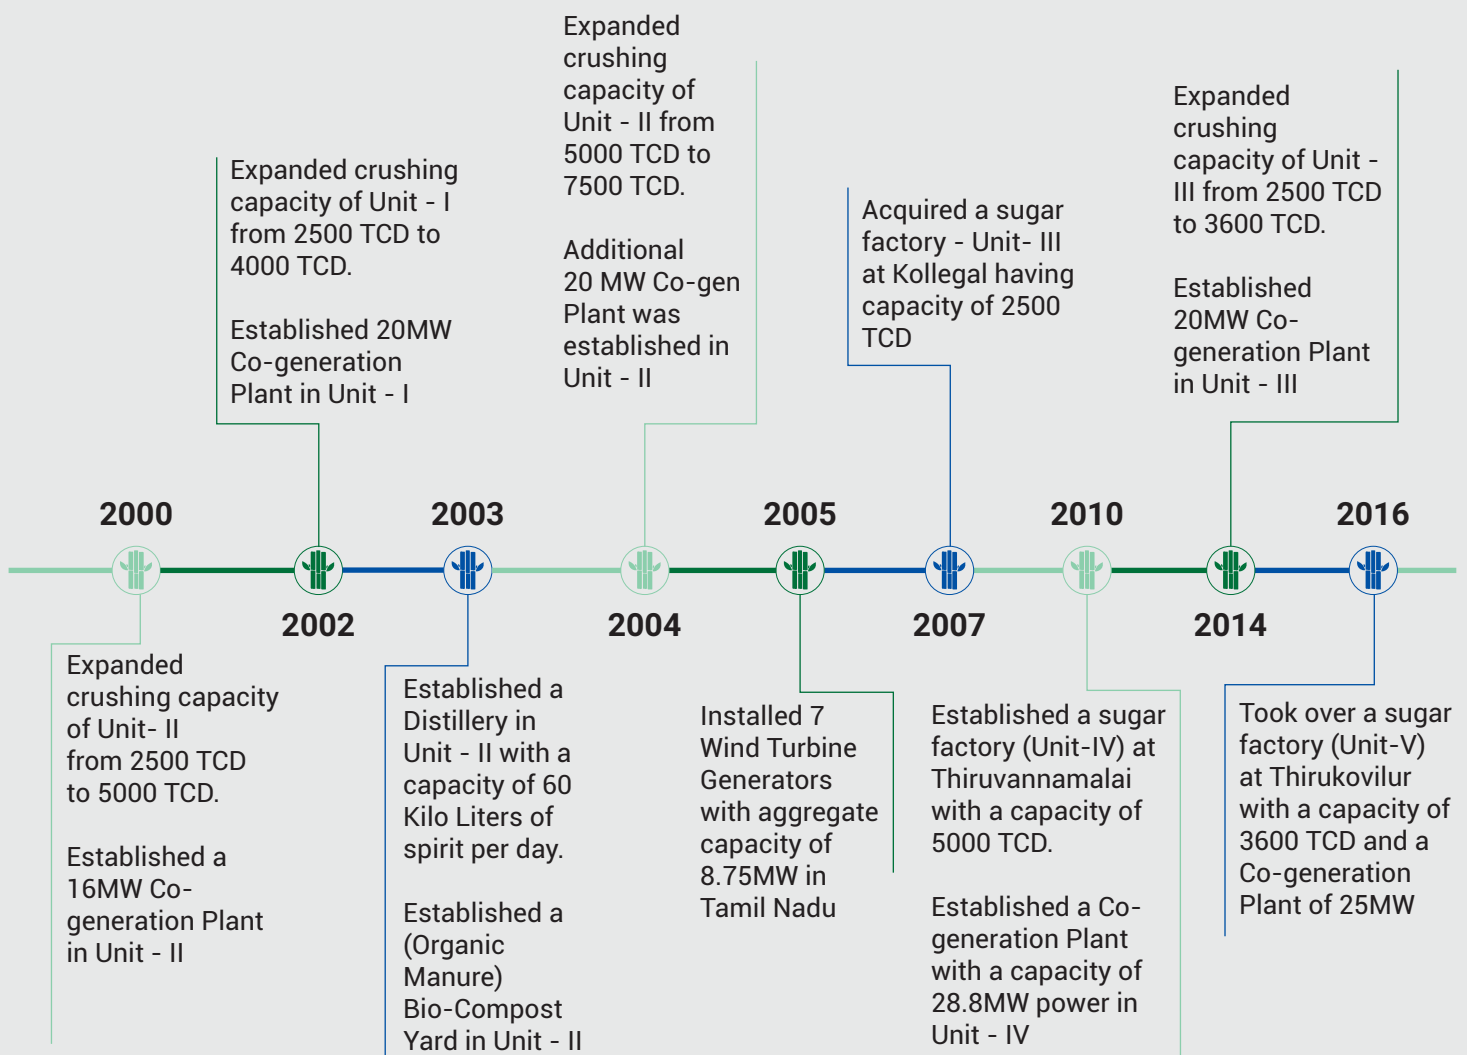 2000
Expanded
crushing capacity
of Unit- II
from 2500 TCD
to 5000 TCD.
Established a
16MW Co-
generation Plant
in Unit - II
Expanded crushing
capacity of Unit - I
from 2500 TCD to
4000 TCD.
Established 20MW
Co-generation
Plant in Unit - I
2002
2003
Established a
Distillery in
Unit - II with a
capacity of 60
Kilo Liters of
spirit per day.
Established a
(Organic
Manure)
Bio-Compost
Yard in Unit - II
Expanded
crushing
capacity of
Unit - II from
5000 TCD to
7500 TCD.
Additional
20 MW Co-gen
Plant was
established in
Unit - II
2004
2005
Installed 7
Wind Turbine
Generators
with aggregate
capacity of
8.75MW in
Tamil Nadu
Acquired a sugar
factory - Unit- III
at Kollegal having
capacity of 2500
TCD
2007
2010
Established a sugar
factory (Unit-IV) at
Thiruvannamalai
with a capacity of
5000 TCD.
Established a Co-
generation Plant
with a capacity of
28.8MW power in
Unit - IV
Expanded
crushing
capacity of Unit -
III from 2500 TCD
to 3600 TCD.
Established
20MW Co-
generation Plant
in Unit - III
2014
2016
Took over a sugar
factory (Unit-V)
at Thirukovilur
with a capacity of
3600 TCD and a
Co-generation
Plant of 25MW